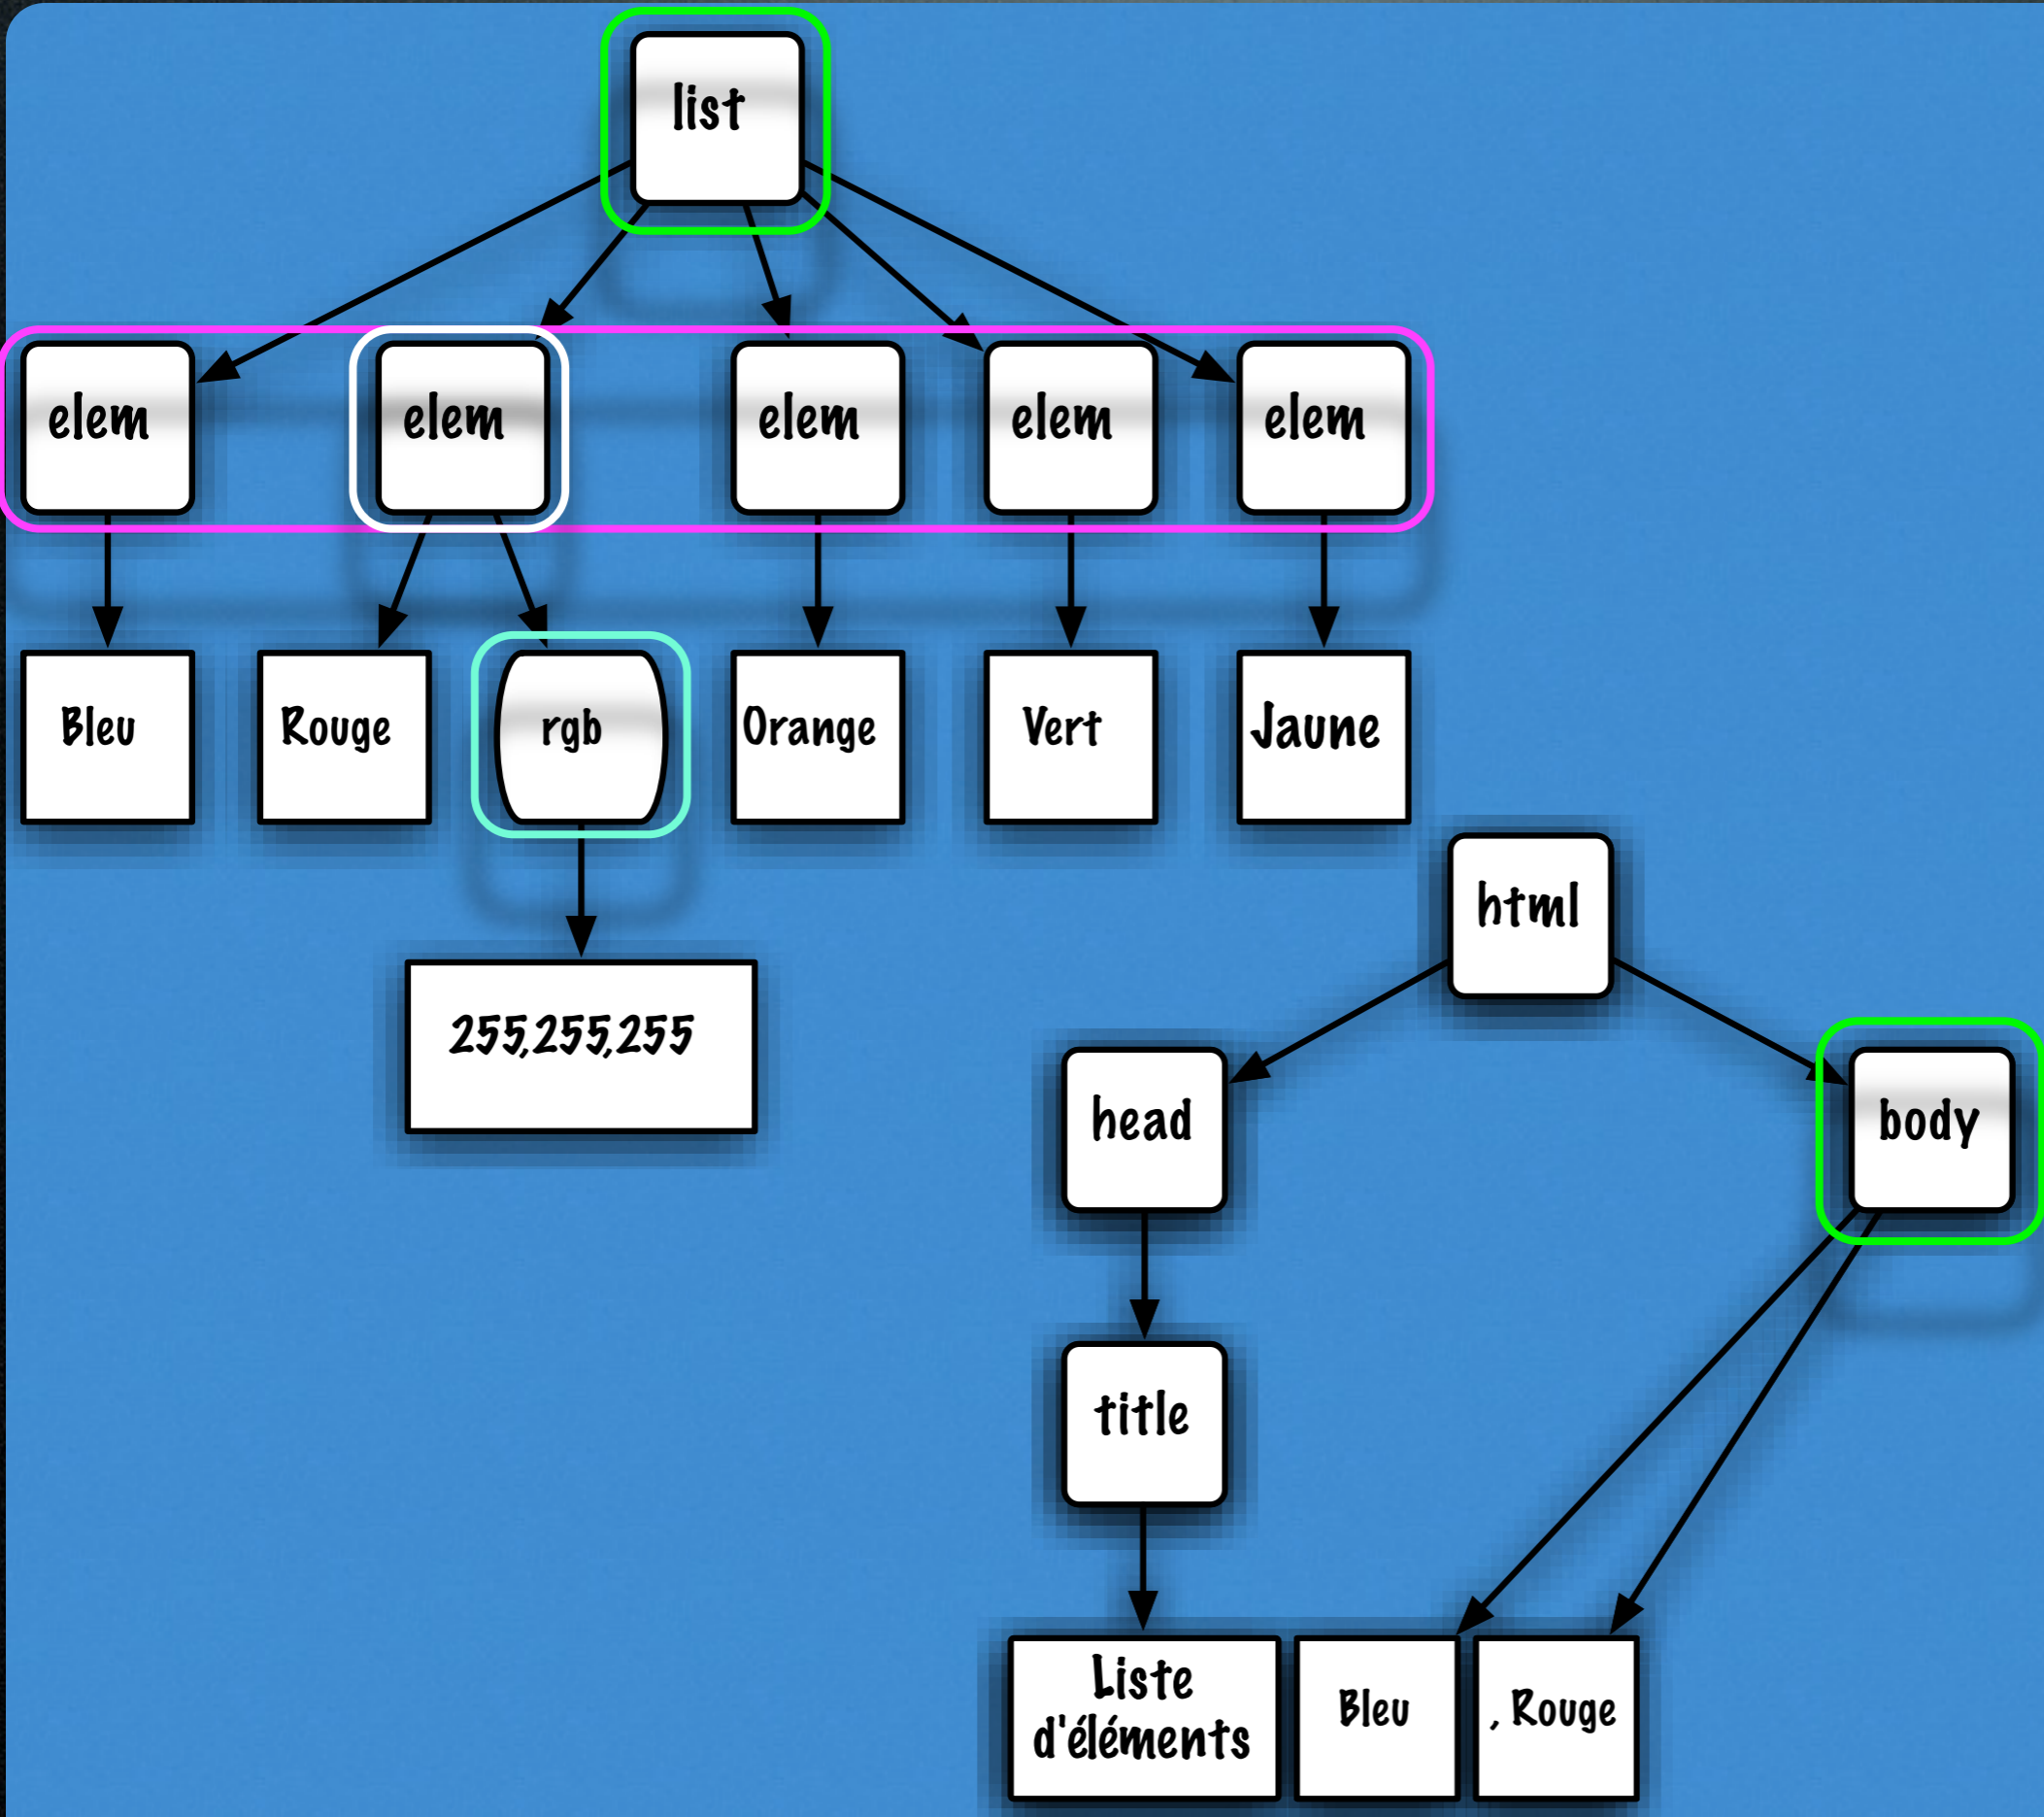 list
elem
elem
elem
elem
elem
Bleu
Rouge
rgb
Orange
Vert
Jaune
255,255,255
html
head
body
title
Liste
d'éléments
Bleu
, Rouge